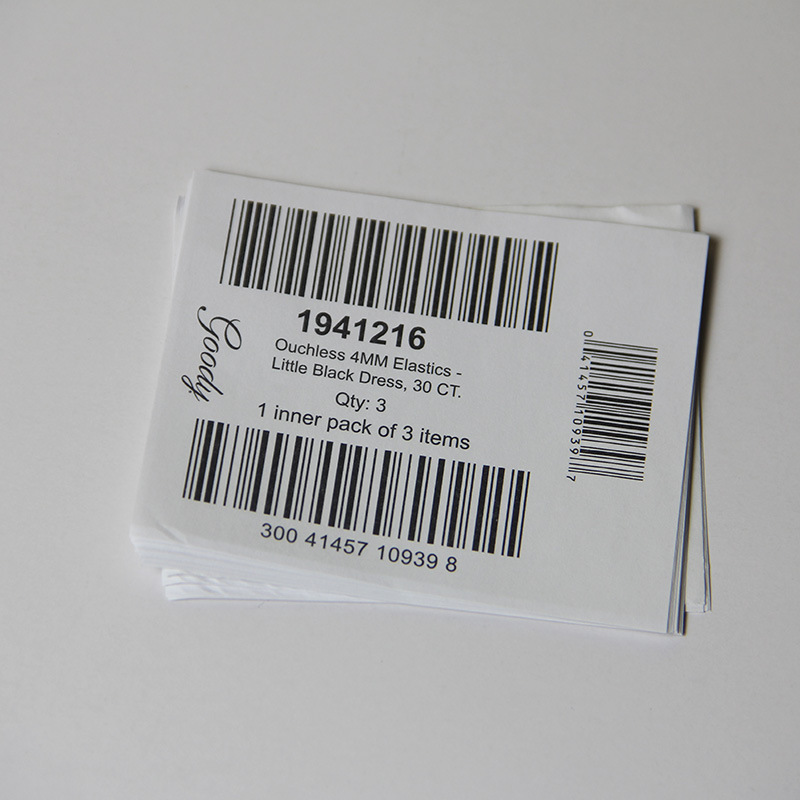 1941216
Ouchless 4MM Elastics -
Little Black Dress, 30 CT.
Qty: 3
1 inner pack of 3 items
300 41457 10939 8
Goody
0 41457 10939 7